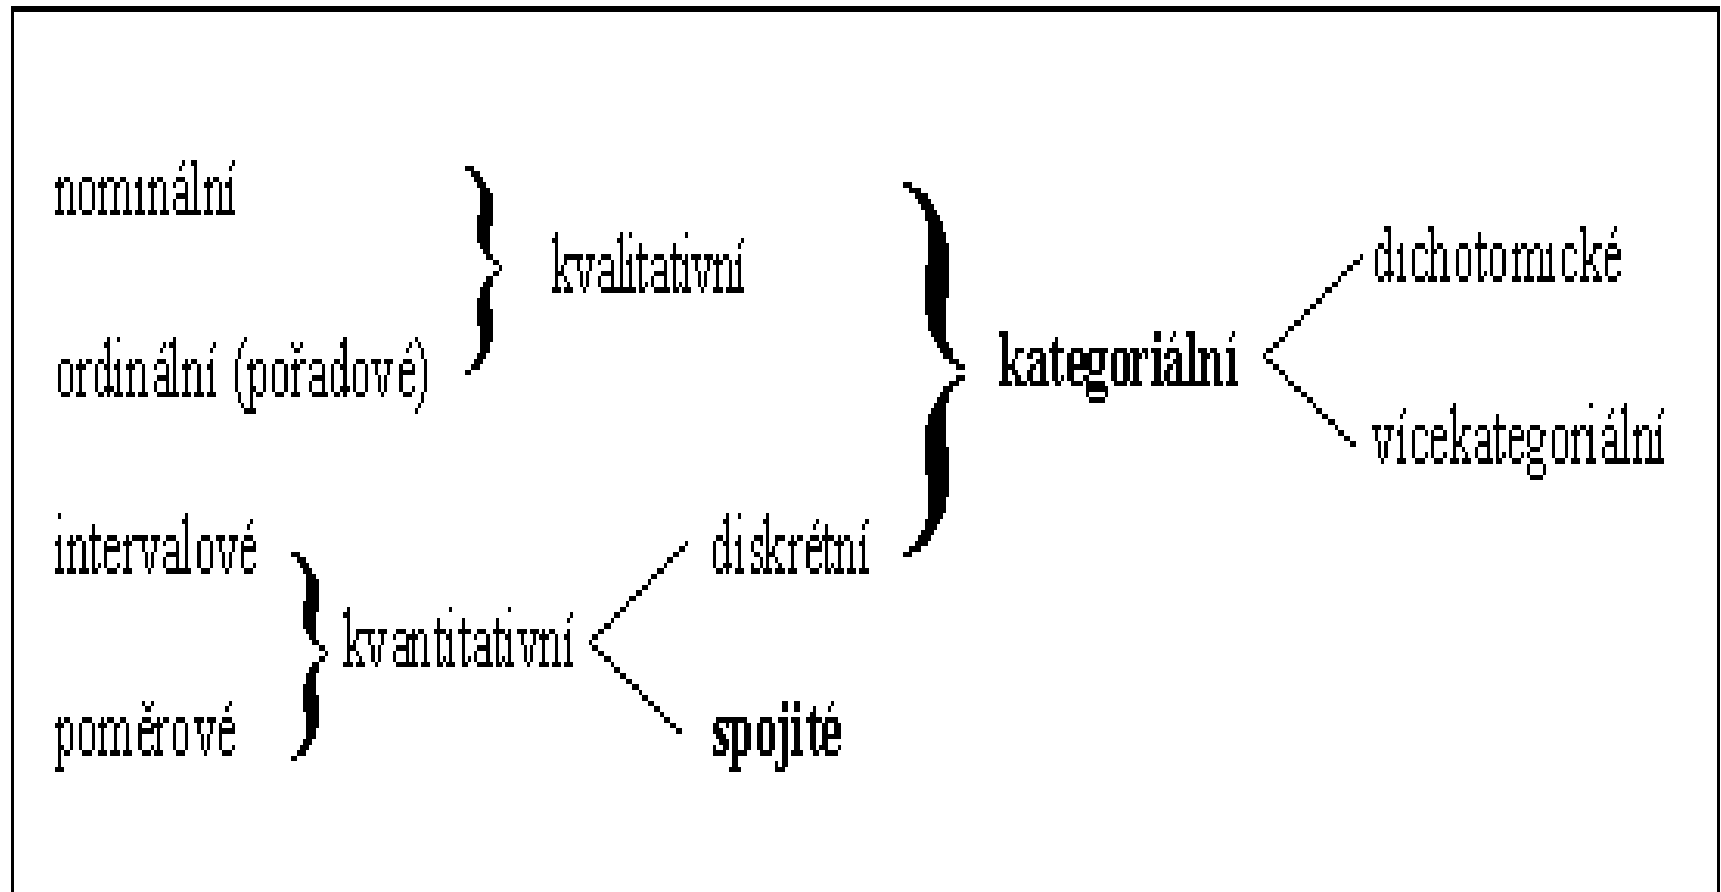 nominální
kvalitativní
dichotomické
ordinální (pořadové)
kategoriální
vícekategoriální
intervalové
diskrétní
kvantitativní
poměrové
spojité